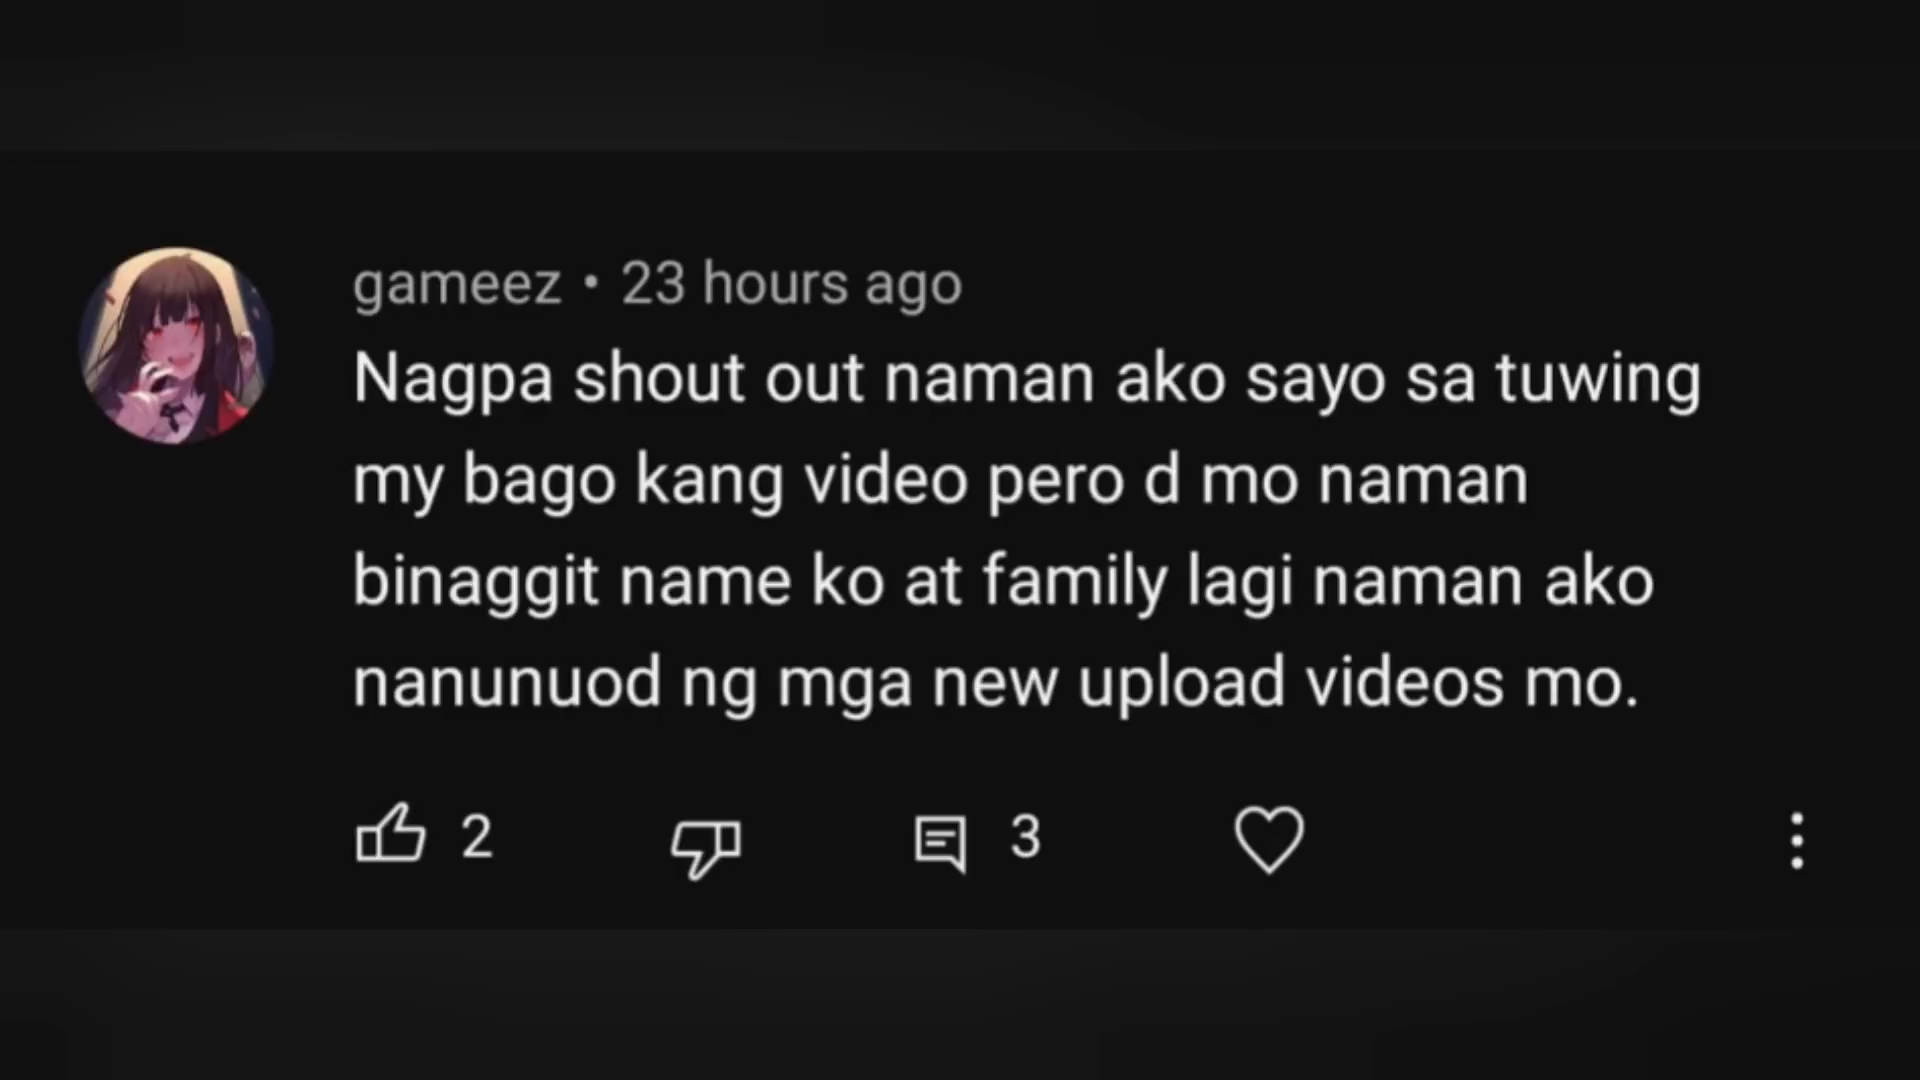 gameez • 23 hours ago
Nagpa shout out naman ako sayo sa tuwing
my bago kang video pero d mo naman
binaggit name ko at family lagi naman ako
nanunuod ng mga new upload videos mo.
2 3